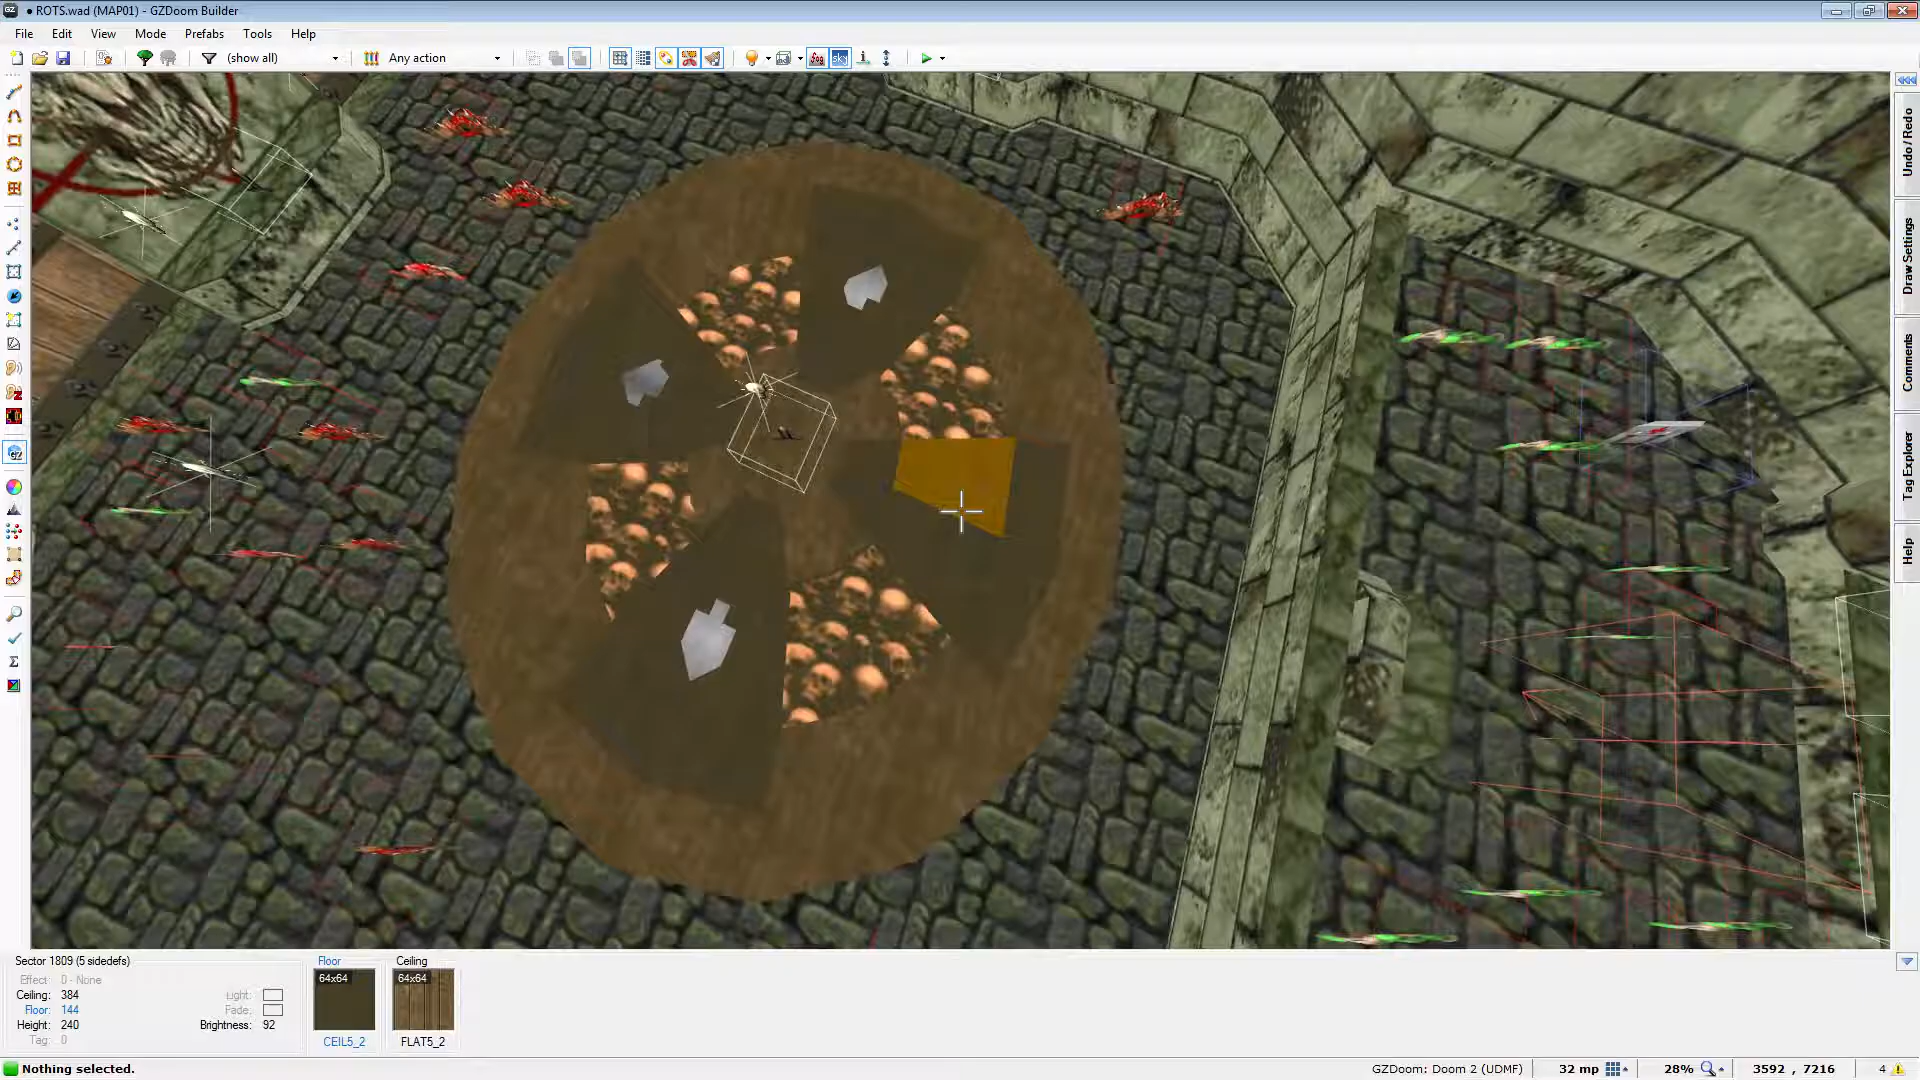 • ROTS.wad (MAP01) - GZDoom Builder
File Edit View Mode Prefabs Tools Help
(show all) Any action
Undo / Redo
Draw Settings
Comments
Tag Explorer
Help
Sector 1809 (5 sidedefs)
Effect: 0 - None
Ceiling: 384 Light:
Floor: 144 Fade:
Height: 240 Brightness: 92
Tag: 0
Floor Ceiling
64x64 64x64
CEIL5_2 FLAT5_2
Nothing selected. GZDoom: Doom 2 (UDMF) 32 mp 28% 3592 , 7216 4